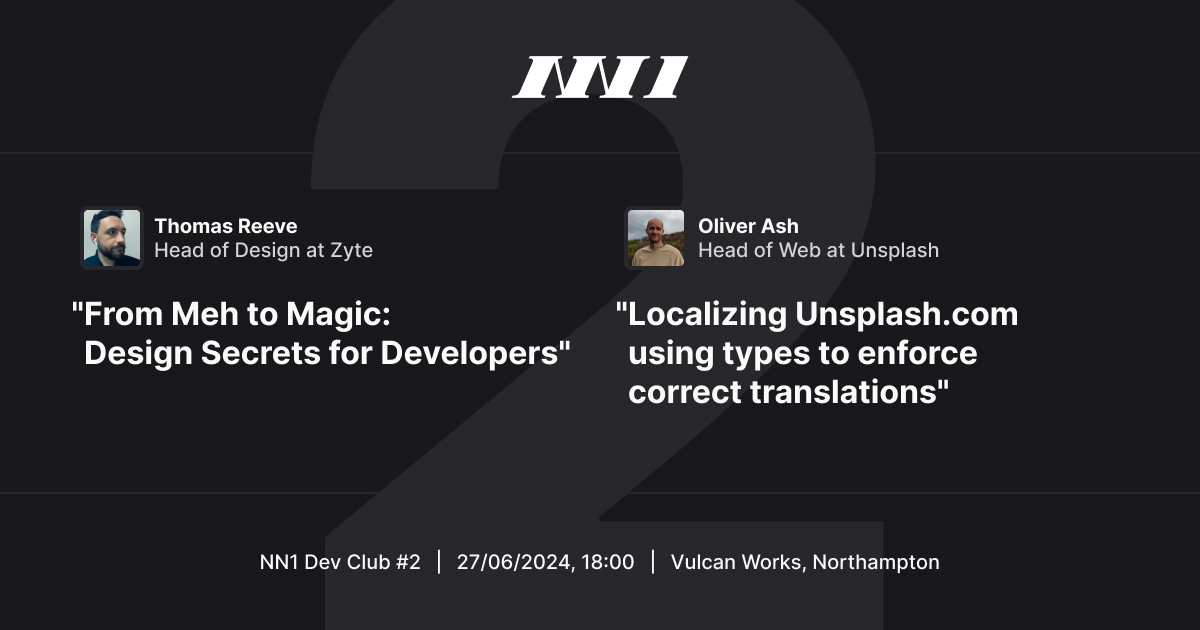 NN1
Thomas Reeve
Head of Design at Zyte
"From Meh to Magic:
Design Secrets for Developers"
Oliver Ash
Head of Web at Unsplash
"Localizing Unsplash.com
using types to enforce
correct translations"
2
NN1 Dev Club #2 | 27/06/2024, 18:00 | Vulcan Works, Northampton